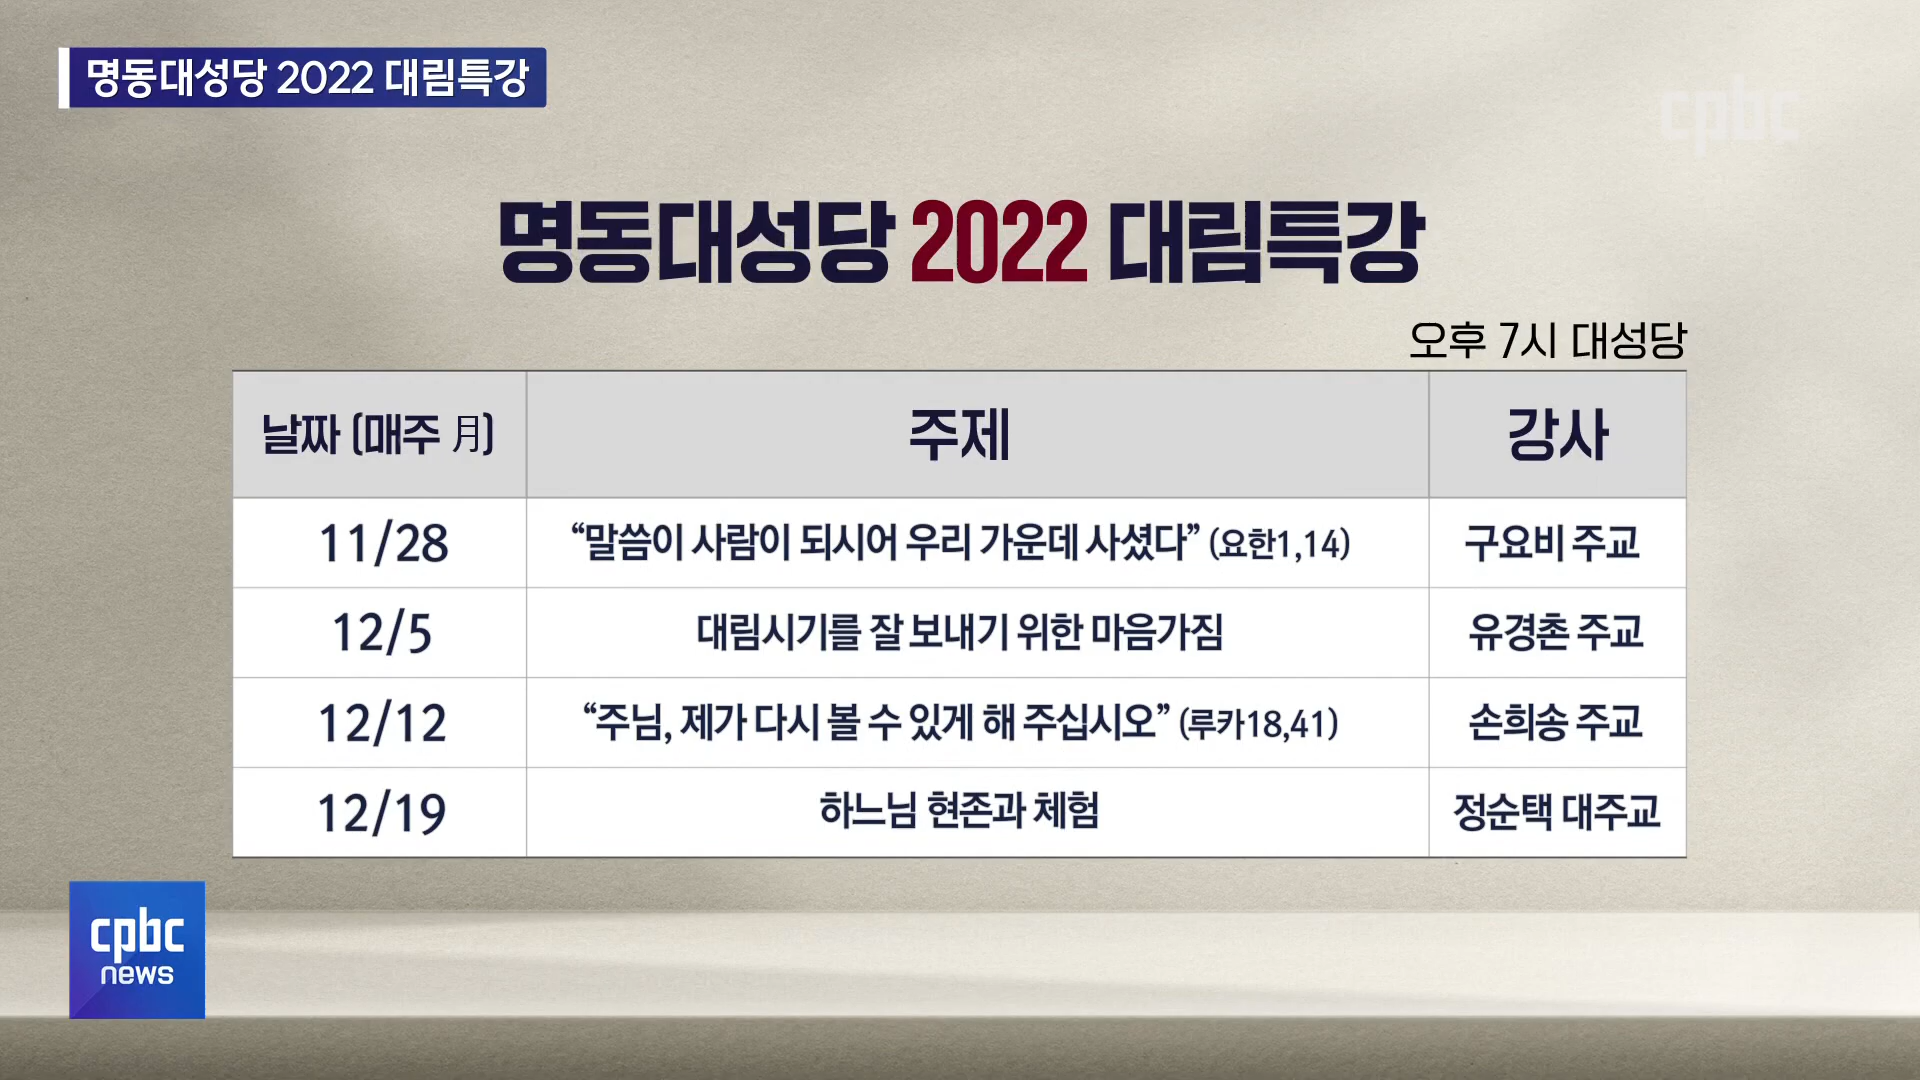 명동대성당 2022 대림특강
cpbc
명동대성당 2022 대림특강
오후 7시 대성당
날짜 (매주 月) 주제 강사
11/28 “말씀이 사람이 되시어 우리 가운데 사셨다” (요한1,14) 구요비 주교
12/5 대림시기를 잘 보내기 위한 마음가짐 유경촌 주교
12/12 “주님, 제가 다시 볼 수 있게 해 주십시오” (루카18,41) 손희송 주교
12/19 하느님 현존과 체험 정순택 대주교
cpbc
news